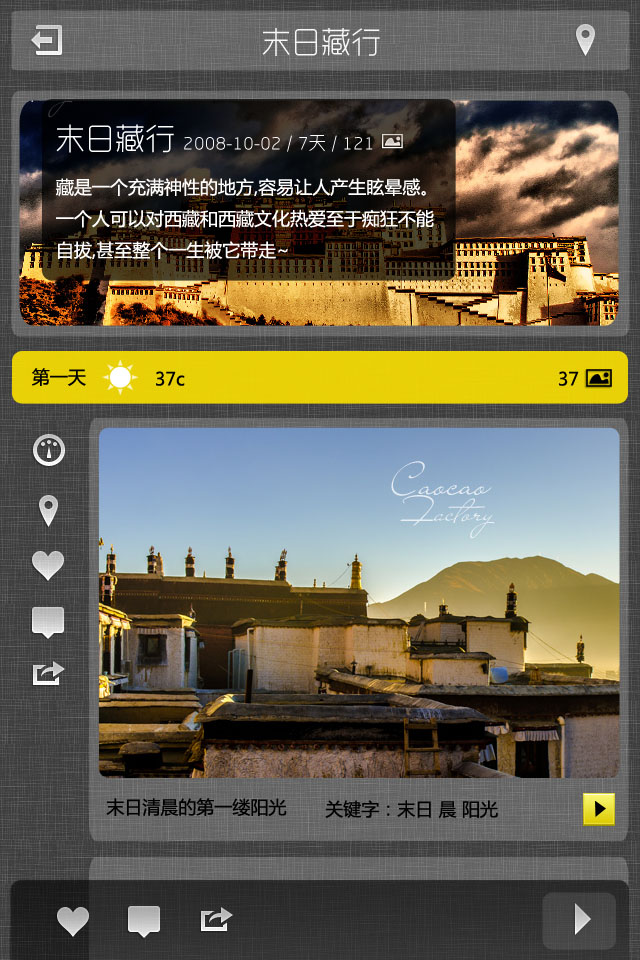 末日藏行
末日藏行 2008-10-02 / 7天 / 121
藏是一个充满神性的地方,容易让人产生眩晕感。
一个人可以对西藏和西藏文化热爱至于痴狂不能
自拔,甚至整个一生被它带走~
第一天 37c 37
Caocao
Factory
末日清晨的第一缕阳光 关键字：末日 晨 阳光